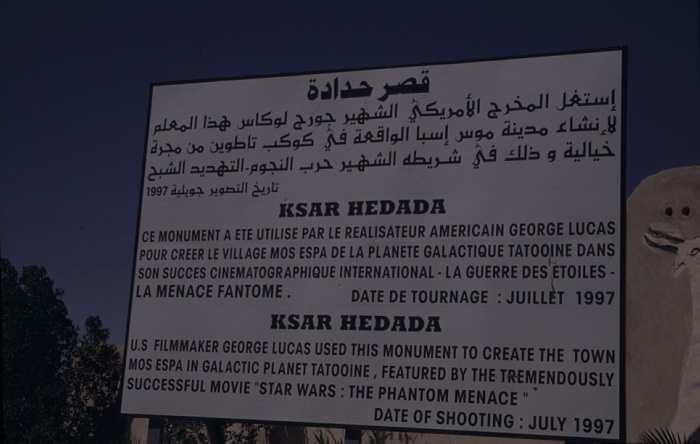 قصر حدادة
إستغل المخرج الأمريكي الشهير جورج لوكاس هذا المعلم
لإنشاء مدينة موس إسبا الواقعة في كوكب تاطوين من مجرة
خيالية و ذلك في شريطه الشهير حرب النجوم-التهديد الشبح
تاريخ التصوير جويلية 1997
KSAR HEDADA
CE MONUMENT A ETE UTILISE PAR LE REALISATEUR AMERICAIN GEORGE LUCAS
POUR CREER LE VILLAGE MOS ESPA DE LA PLANETE GALACTIQUE TATOOINE DANS
SON SUCCES CINEMATOGRAPHIQUE INTERNATIONAL - LA GUERRE DES ETOILES -
LA MENACE FANTOME . DATE DE TOURNAGE : JUILLET 1997
KSAR HEDADA
U.S FILMMAKER GEORGE LUCAS USED THIS MONUMENT TO CREATE THE TOWN
MOS ESPA IN GALACTIC PLANET TATOOINE , FEATURED BY THE TREMENDOUSLY
SUCCESSFUL MOVIE "STAR WARS : THE PHANTOM MENACE "
DATE OF SHOOTING : JULY 1997